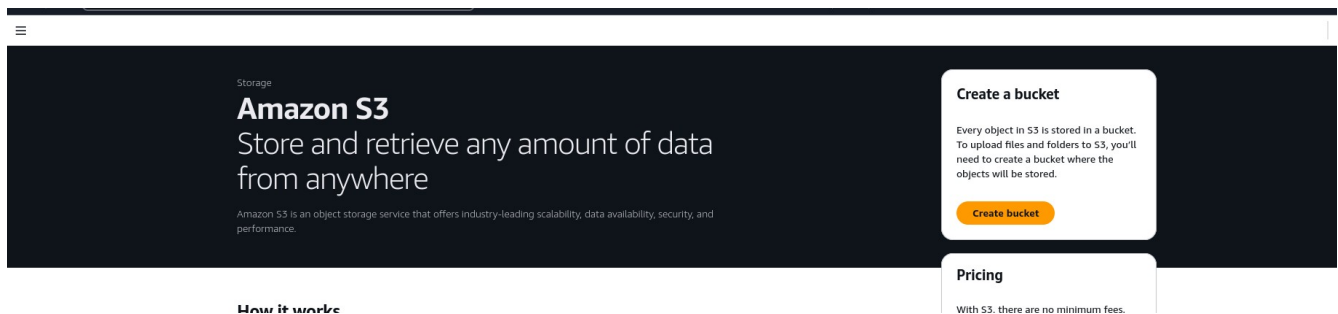 Storage
Amazon S3
Store and retrieve any amount of data
from anywhere
Amazon S3 is an object storage service that offers industry-leading scalability, data availability, security, and
performance.
Create a bucket
Every object in S3 is stored in a bucket.
To upload files and folders to S3, you'll
need to create a bucket where the
objects will be stored.
Create bucket
Pricing
With S3, there are no minimum fees.
How it works